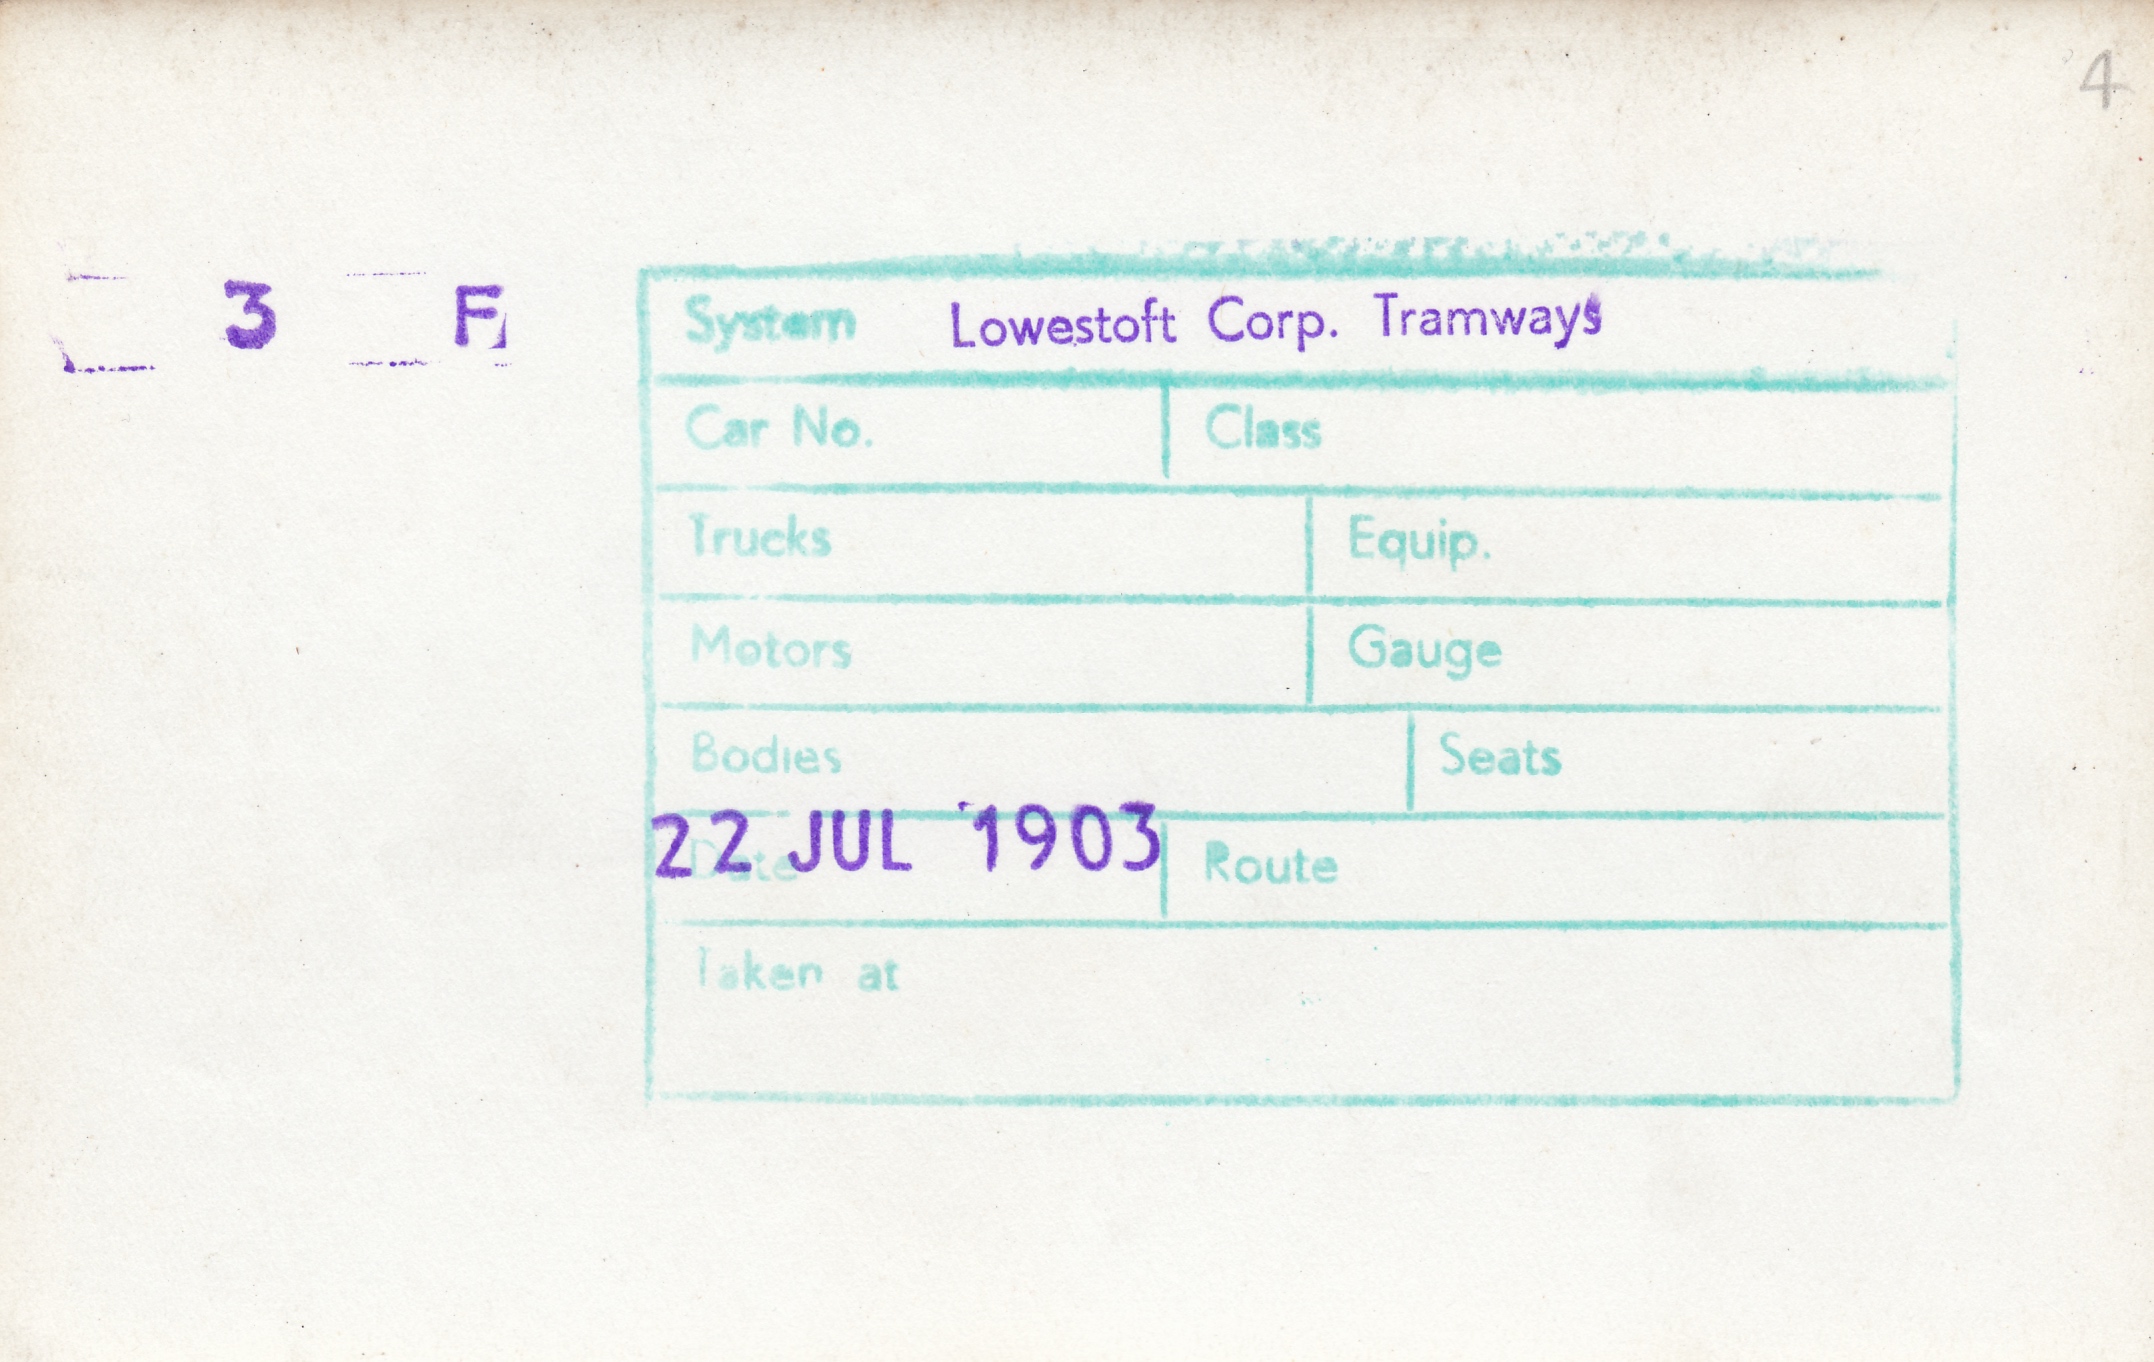 4
3 F
System Lowestoft Corp. Tramways
Car No. Class
Trucks Equip.
Motors Gauge
Bodies Seats
Date 22 JUL 1903 Route
Taken at